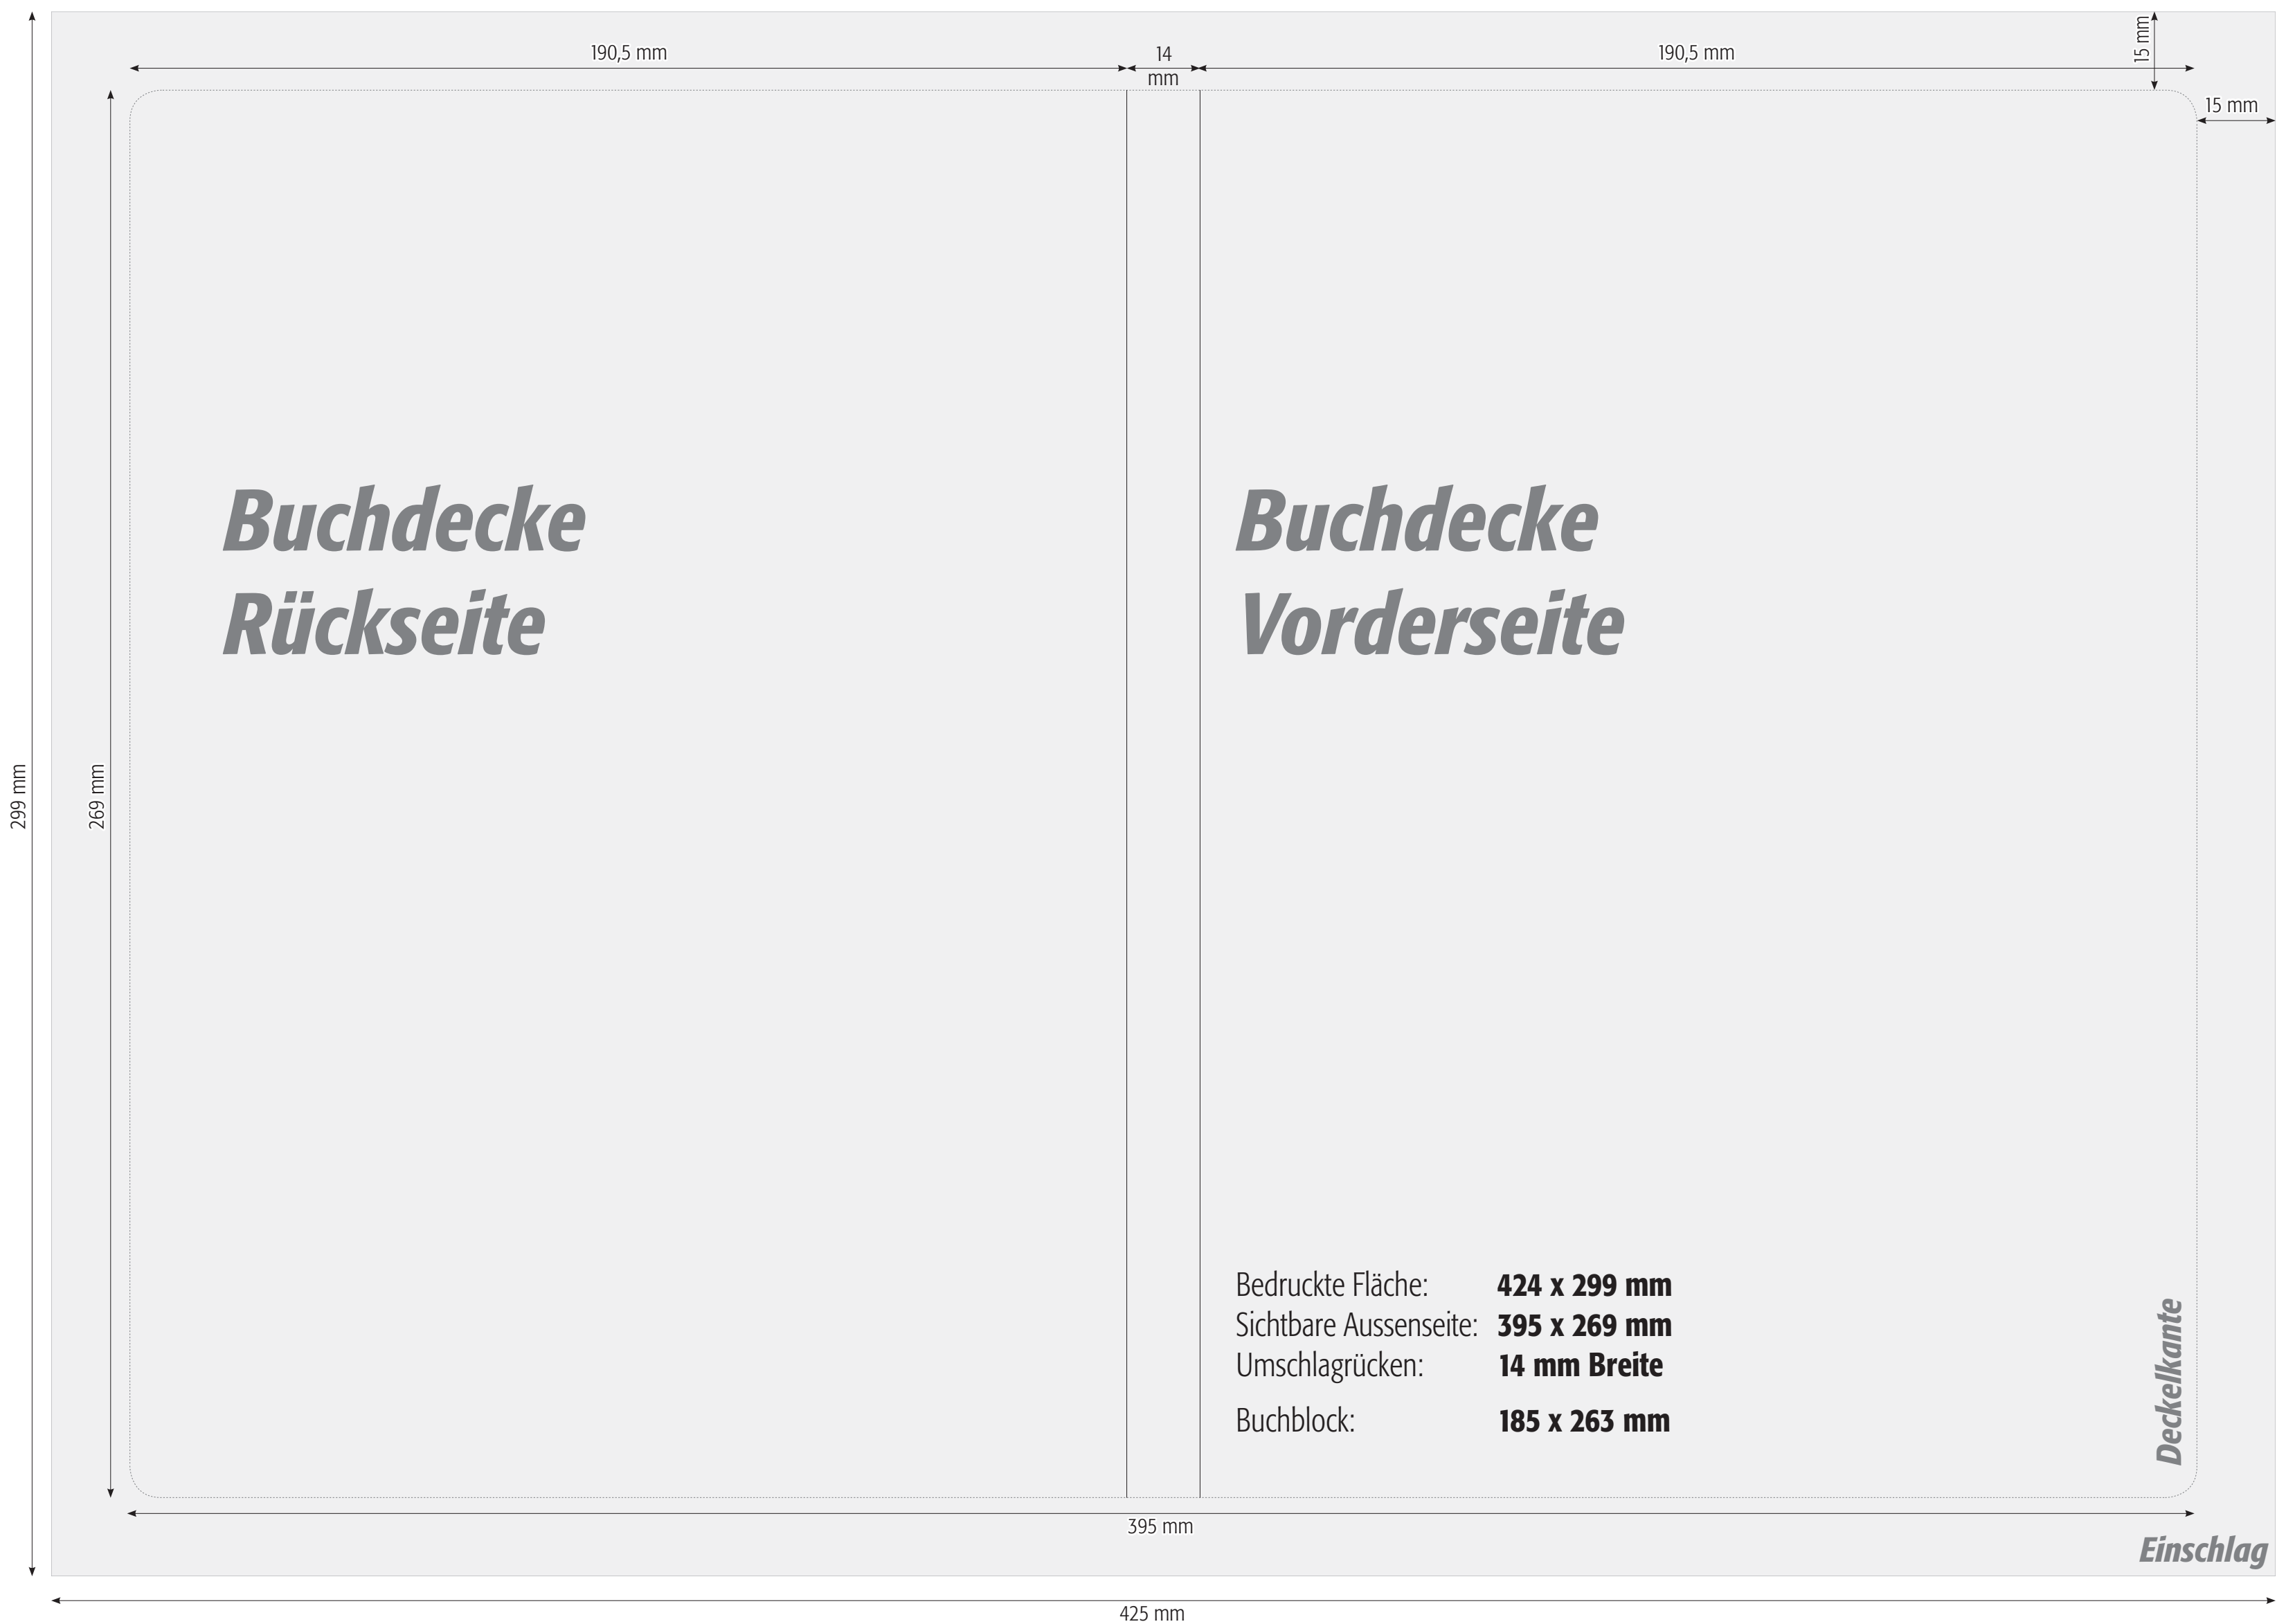 190,5 mm
14
mm
190,5 mm
15 mm
15 mm
Buchdecke
Rückseite
Buchdecke
Vorderseite
299 mm
269 mm
Bedruckte Fläche: 424 x 299 mm
Sichtbare Aussenseite: 395 x 269 mm
Umschlagrücken: 14 mm Breite
Buchblock: 185 x 263 mm
Deckelkante
395 mm
Einschlag
425 mm